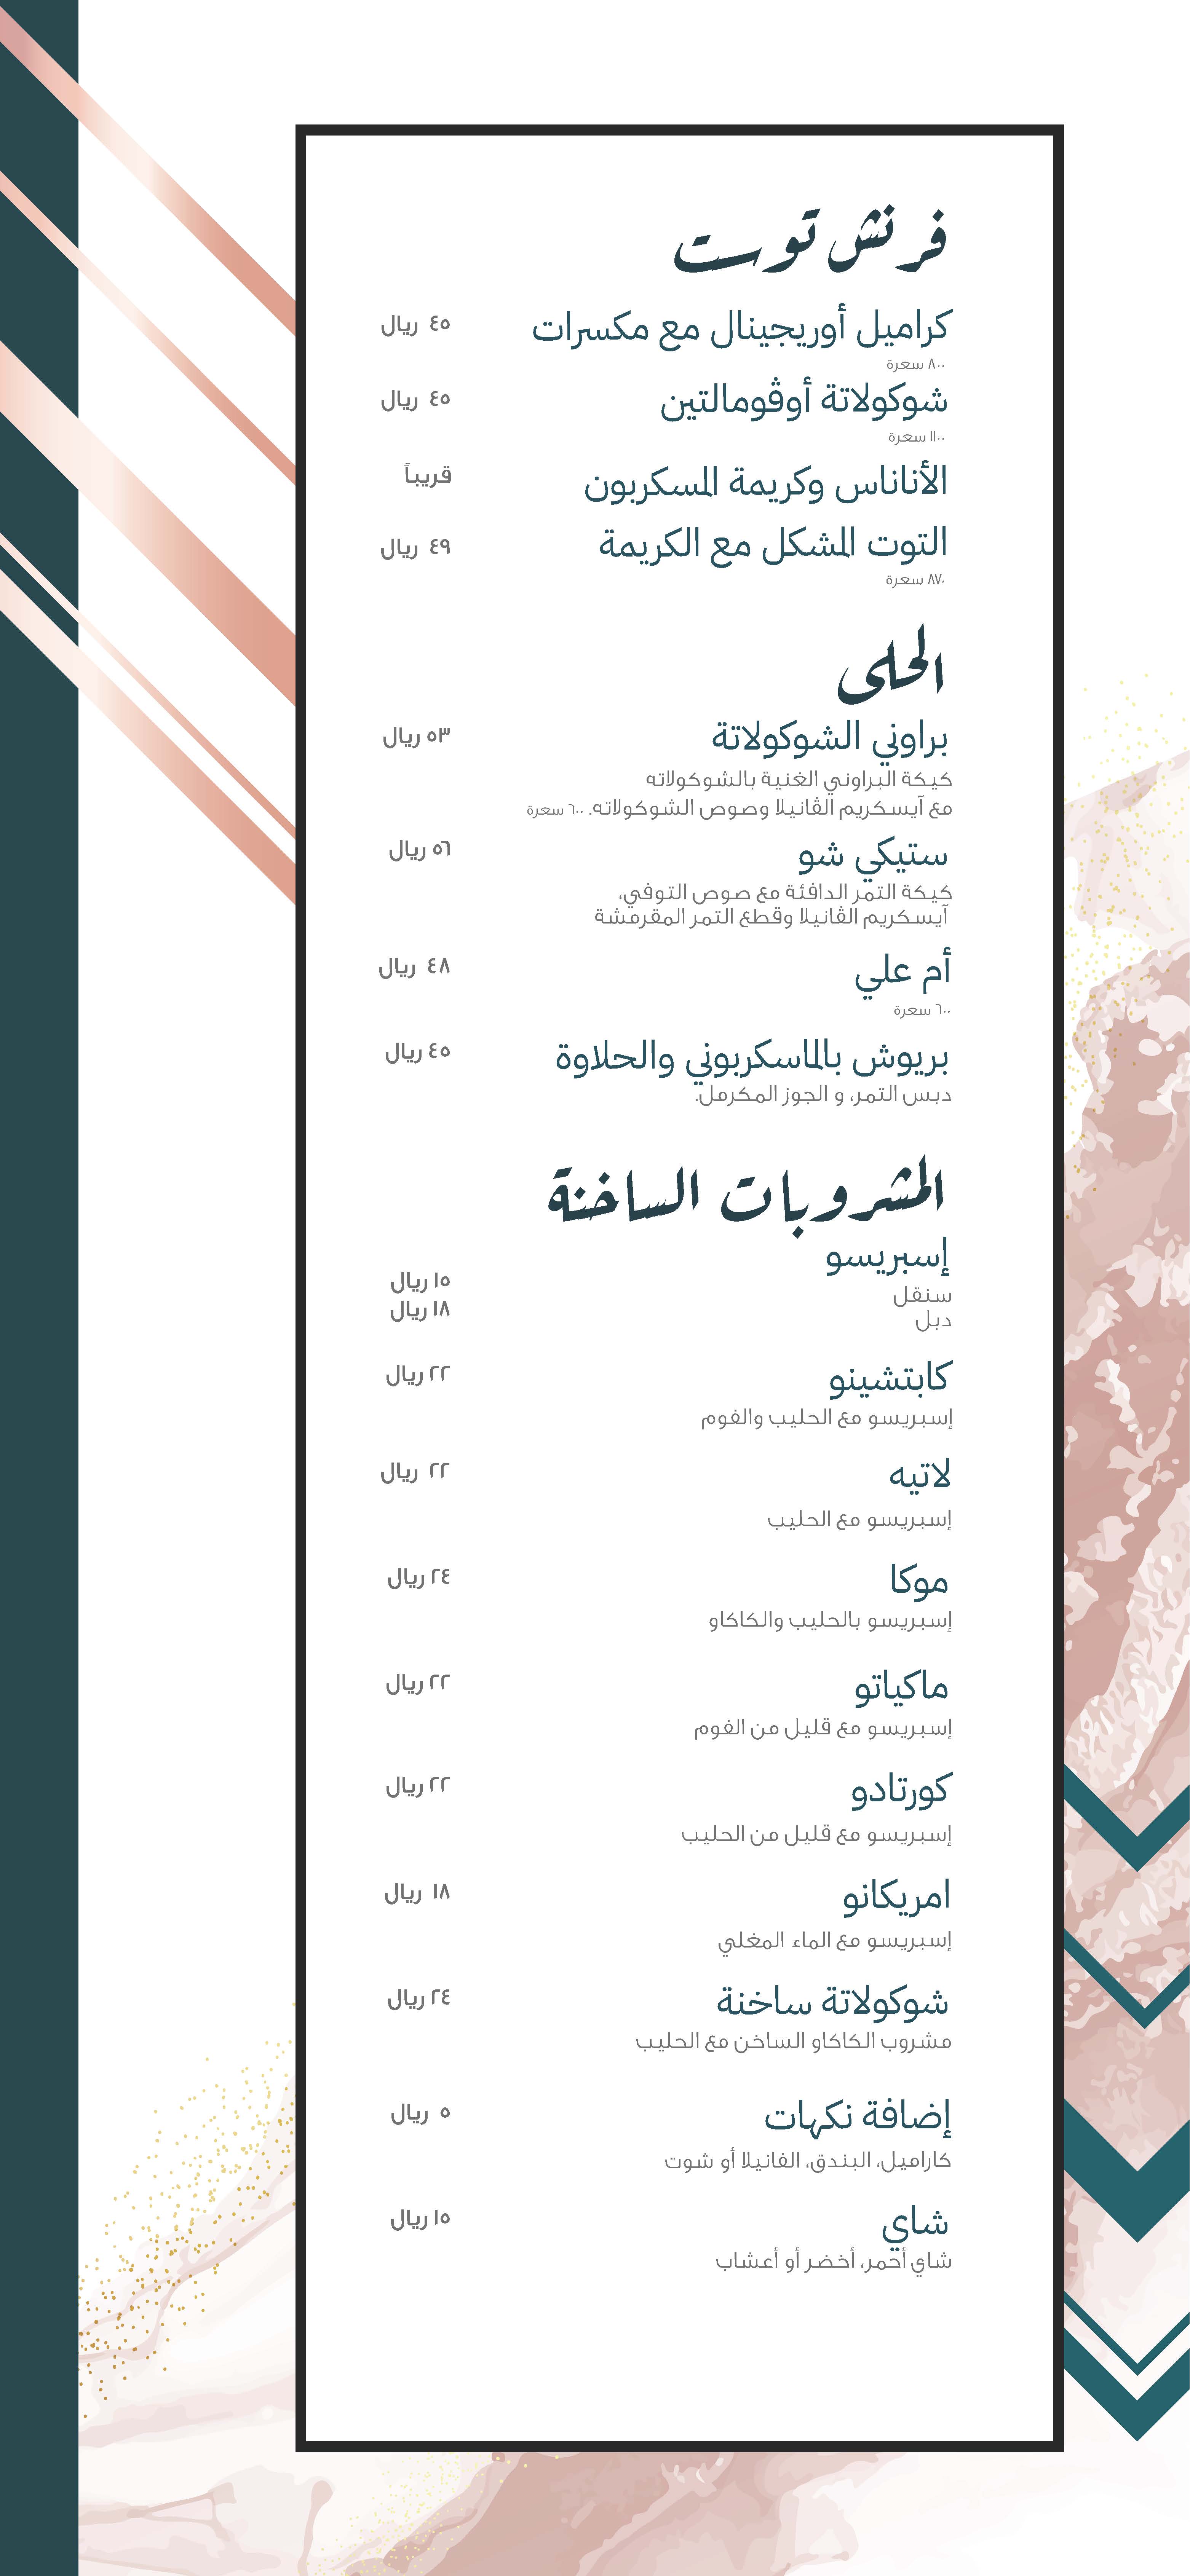 فرنش توست
كراميل أوريجينال مع مكسرات ٤٥ ريال
٨٠٠ سعرة
شوكولاتة أوڤومالتين ٤٥ ريال
١١٠٠ سعرة
الأناناس وكريمة المسكربون قريباً
التوت المشكل مع الكريمة ٤٩ ريال
٨٧٠ سعرة
الحلى
براوني الشوكولاتة ٥٣ ريال
كيكة البراوني الغنية بالشوكولاته
مع آيسكريم الڤانيلا وصوص الشوكولاته. ٦٠٠ سعرة
ستيكي شو ٥٦ ريال
كيكة التمر الدافئة مع صوص التوفي،
آيسكريم الڤانيلا وقطع التمر المقرمشة
أم علي ٤٨ ريال
٦٠٠ سعرة
بريوش بالماسكربوني والحلاوة ٤٥ ريال
دبس التمر، و الجوز المكرمل.
المشروبات الساخنة
إسبريسو
سنقل ١٥ ريال
دبل ١٨ ريال
كابتشينو ٢٢ ريال
إسبريسو مع الحليب والفوم
لاتيه ٢٢ ريال
إسبريسو مع الحليب
موكا ٢٤ ريال
إسبريسو بالحليب والكاكاو
ماكياتو ٢٢ ريال
إسبريسو مع قليل من الفوم
كورتادو ٢٢ ريال
إسبريسو مع قليل من الحليب
امريكانو ١٨ ريال
إسبريسو مع الماء المغلي
شوكولاتة ساخنة ٢٤ ريال
مشروب الكاكاو الساخن مع الحليب
إضافة نكهات ٥ ريال
كاراميل، البندق، الفانيلا أو شوت
شاي ١٥ ريال
شاي أحمر، أخضر أو أعشاب